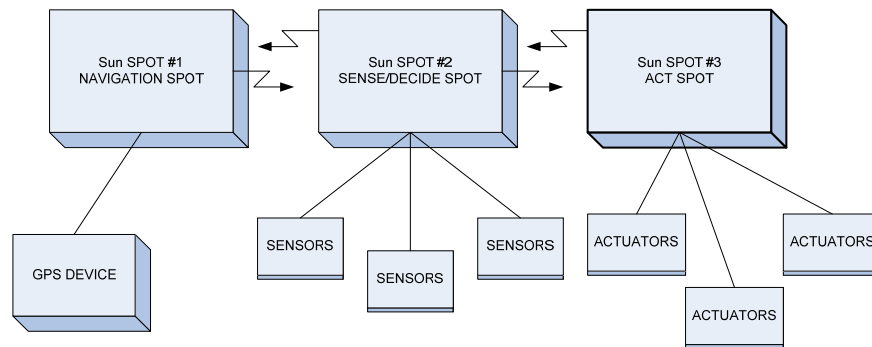 Sun SPOT #1
NAVIGATION SPOT
Sun SPOT #2
SENSE/DECIDE SPOT
Sun SPOT #3
ACT SPOT
GPS DEVICE
SENSORS
SENSORS
SENSORS
ACTUATORS
ACTUATORS
ACTUATORS